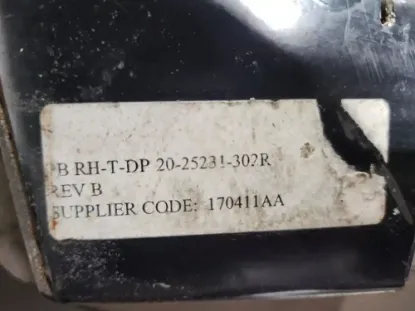 B RH-T-DP 20-25231-302R
REV B
SUPPLIER CODE: 170411AA